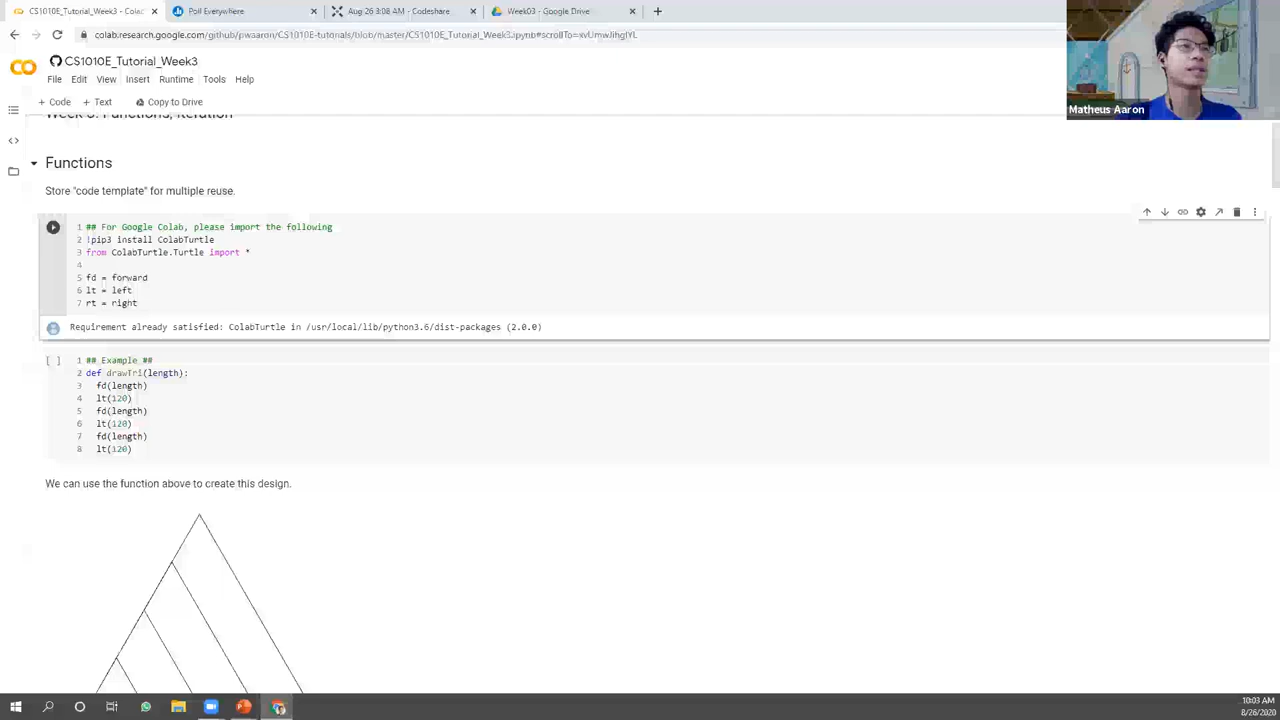 CS1010E_Tutorial_Week3 - Colab
Poll Everywhere
Aug 26 3:08 AM - Codeshare
Week03 - Google Drive
CS1010E_Tutorial_Week3
File Edit View Insert Runtime Tools Help
+ Code + Text Copy to Drive
Matheus Aaron
Week 3: Functions, Iteration
Functions
Store "code template" for multiple reuse.
1 ## For Google Colab, please import the following
2 !pip3 install ColabTurtle
3 from ColabTurtle.Turtle import *
4
5 fd = forward
6 lt = left
7 rt = right
Requirement already satisfied: ColabTurtle in /usr/local/lib/python3.6/dist-packages (2.0.0)
[ ] 1 ## Example ##
2 def drawTri(length):
3 fd(length)
4 lt(120)
5 fd(length)
6 lt(120)
7 fd(length)
8 lt(120)
We can use the function above to create this design.
10:03 AM
8/26/2020